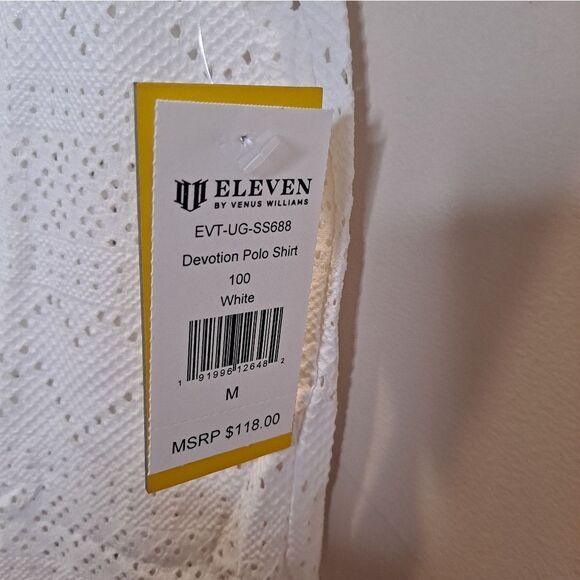 ELEVEN
BY VENUS WILLIAMS
EVT-UG-SS688
Devotion Polo Shirt
100
White
1 91996 12648 2
M
MSRP $118.00